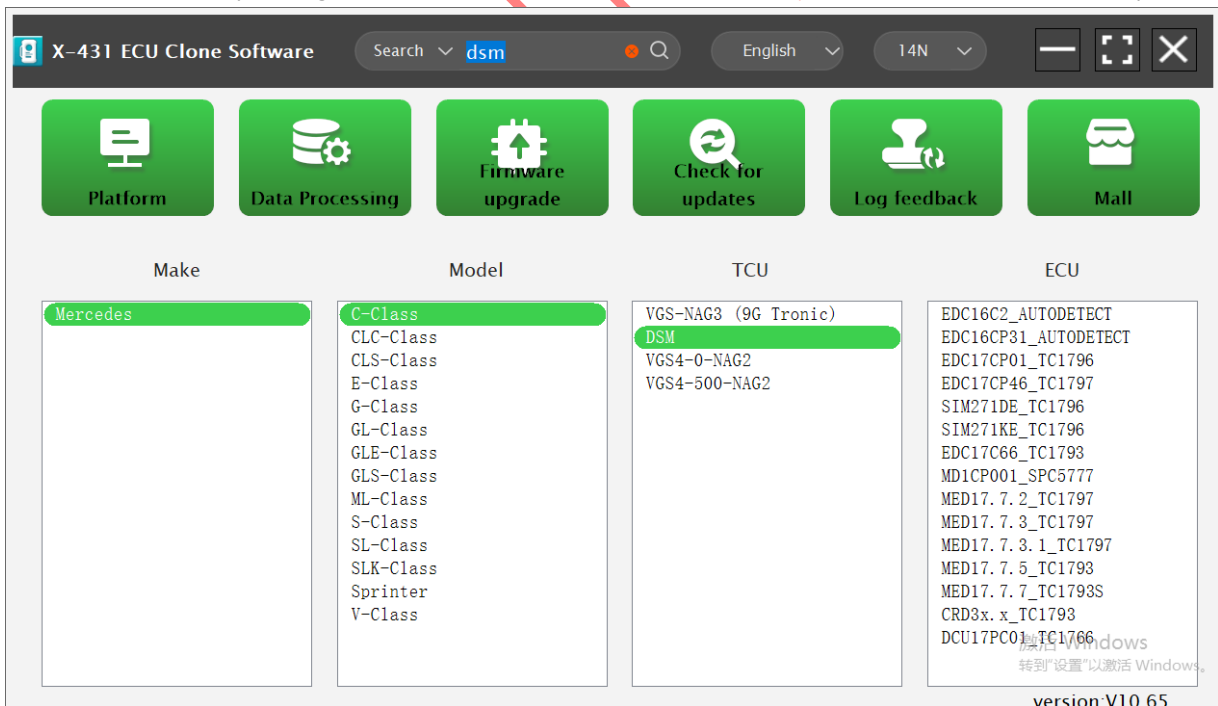 X-431 ECU Clone Software
Search
dsm
English
14N
Platform
Data Processing
Firmware
upgrade
Check for
updates
Log feedback
Mall
Make
Model
TCU
ECU
Mercedes
C-Class
CLC-Class
CLS-Class
E-Class
G-Class
GL-Class
GLE-Class
GLS-Class
ML-Class
S-Class
SL-Class
SLK-Class
Sprinter
V-Class
VGS-NAG3 (9G Tronic)
DSM
VGS4-0-NAG2
VGS4-500-NAG2
EDC16C2_AUTODETECT
EDC16CP31_AUTODETECT
EDC17CP01_TC1796
EDC17CP46_TC1797
SIM271DE_TC1796
SIM271KE_TC1796
EDC17C66_TC1793
MD1CP001_SPC5777
MED17.7.2_TC1797
MED17.7.3_TC1797
MED17.7.3.1_TC1797
MED17.7.5_TC1793
MED17.7.7_TC1793S
CRD3x.x_TC1793
DCU17PC01_TC1766
激活 Windows
转到"设置"以激活 Windows。
version:V10.65